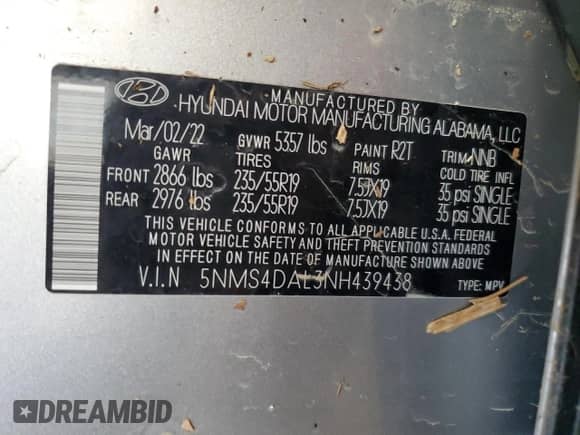 MANUFACTURED BY
HYUNDAI MOTOR MANUFACTURING ALABAMA, LLC
Mar/02/22 GVWR 5357 lbs PAINT R2T TRIM NNB
GAWR TIRES RIMS COLD TIRE INFL
FRONT 2866 lbs 235/55R19 7.5JX19 35 psi SINGLE
REAR 2976 lbs 235/55R19 7.5JX19 35 psi SINGLE
THIS VEHICLE CONFORMS TO ALL APPLICABLE U.S.A. FEDERAL
MOTOR VEHICLE SAFETY AND THEFT PREVENTION STANDARDS
IN EFFECT ON THE DATE OF MANUFACTURE SHOWN ABOVE.
V.I.N 5NMS4DAL3NH439438 TYPE: MPV
DREAMBID